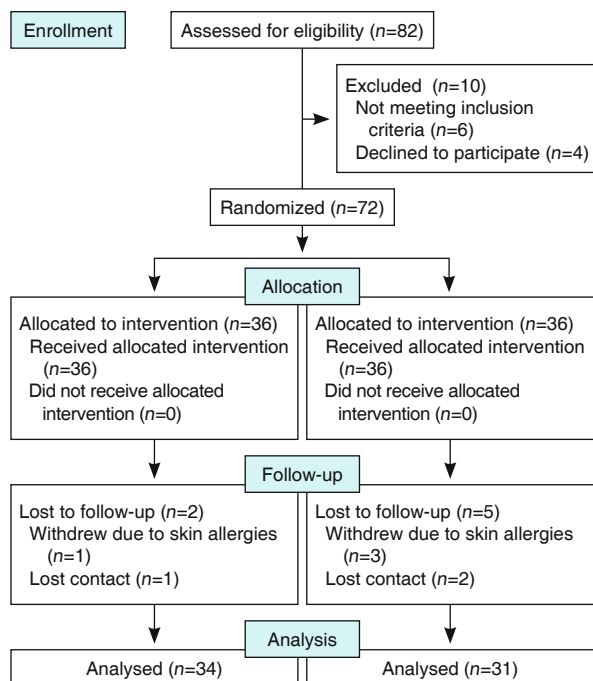 Enrollment
Assessed for eligibility (n=82)
Excluded (n=10)
Not meeting inclusion
criteria (n=6)
Declined to participate (n=4)
Randomized (n=72)
Allocation
Allocated to intervention (n=36)
Received allocated intervention
(n=36)
Did not receive allocated
intervention (n=0)
Allocated to intervention (n=36)
Received allocated intervention
(n=36)
Did not receive allocated
intervention (n=0)
Follow-up
Lost to follow-up (n=2)
Withdrew due to skin allergies
(n=1)
Lost contact (n=1)
Lost to follow-up (n=5)
Withdrew due to skin allergies
(n=3)
Lost contact (n=2)
Analysis
Analysed (n=34)
Analysed (n=31)